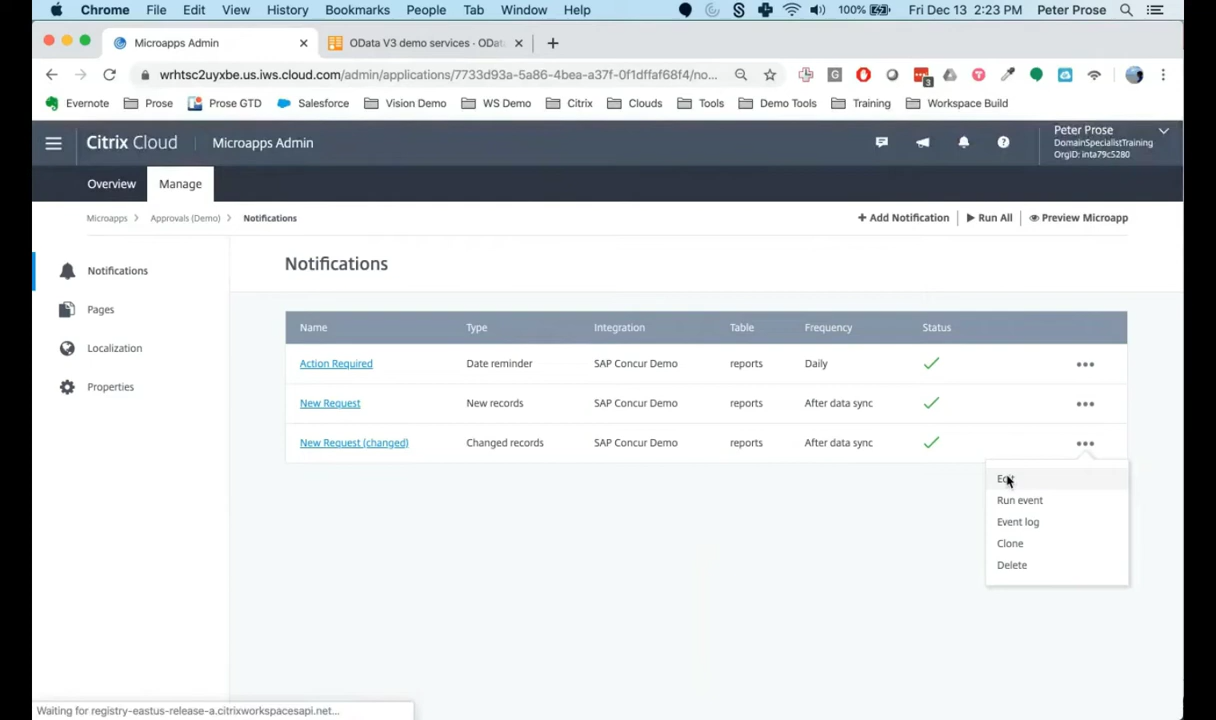 Chrome File Edit View History Bookmarks People Tab Window Help 100% Fri Dec 13 2:23 PM Peter Prose
Microapps Admin OData V3 demo services · OData
wrhtsc2uyxbe.us.iws.cloud.com/admin/applications/7733d93a-5a86-4bea-a37f-0f1dffaf68f4/no...
Evernote Prose Prose GTD Salesforce Vision Demo WS Demo Citrix Clouds Tools Demo Tools Training Workspace Build
Citrix Cloud Microapps Admin
Peter Prose
DomainSpecialistTraining
OrgID: inta79c5280
Overview Manage
Microapps Approvals (Demo) Notifications + Add Notification Run All Preview Microapp
Notifications
Pages
Localization
Properties
Notifications
Name Type Integration Table Frequency Status
Action Required Date reminder SAP Concur Demo reports Daily
New Request New records SAP Concur Demo reports After data sync
New Request (changed) Changed records SAP Concur Demo reports After data sync
Edit
Run event
Event log
Clone
Delete
Waiting for registry-eastus-release-a.citrixworkspacesapi.net...